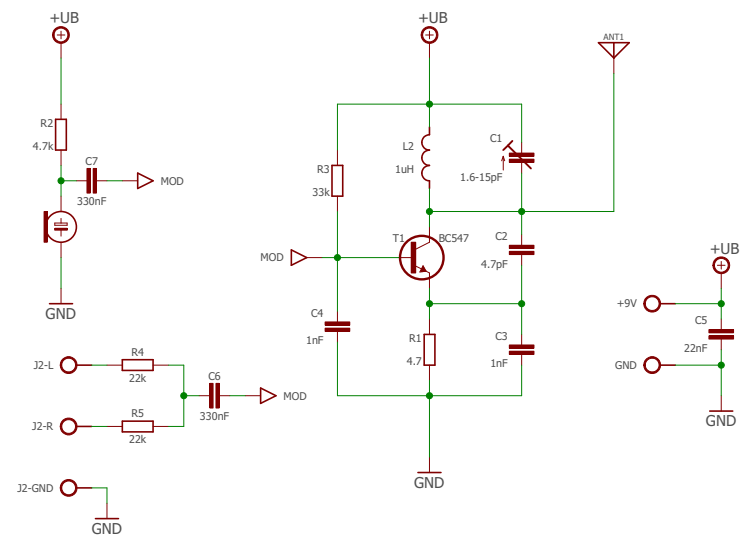 +UB
R2
4.7k
C7
330nF
MOD
GND
J2-L
R4
22k
C6
330nF
MOD
J2-R
R5
22k
J2-GND
GND
+UB
ANT1
L2
1uH
C1
1.6-15pF
R3
33k
T1
BC547
C2
4.7pF
MOD
C4
1nF
R1
4.7
C3
1nF
GND
+UB
+9V
C5
22nF
GND
GND